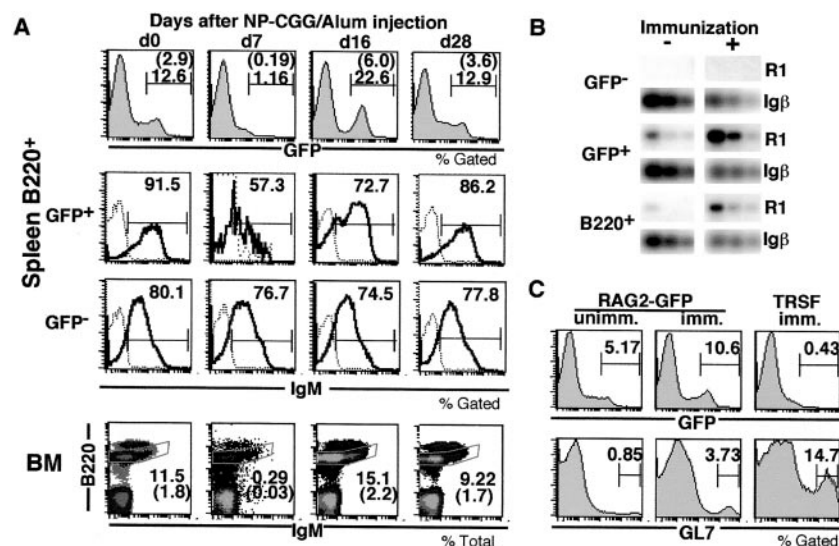 A
Days after NP-CGG/Alum injection
d0 d7 d16 d28
(2.9) (0.19) (6.0) (3.6)
12.6 1.16 22.6 12.9
GFP
% Gated
Spleen B220+
GFP+
91.5 57.3 72.7 86.2
GFP-
80.1 76.7 74.5 77.8
IgM
% Gated
BM
B220
11.5 0.29 15.1 9.22
(1.8) (0.03) (2.2) (1.7)
IgM
% Total
B
Immunization
- +
GFP-
R1
Igβ
GFP+
R1
Igβ
B220+
R1
Igβ
C
RAG2-GFP TRSF
unimm. imm. imm.
5.17 10.6 0.43
GFP
0.85 3.73 14.7
GL7
% Gated